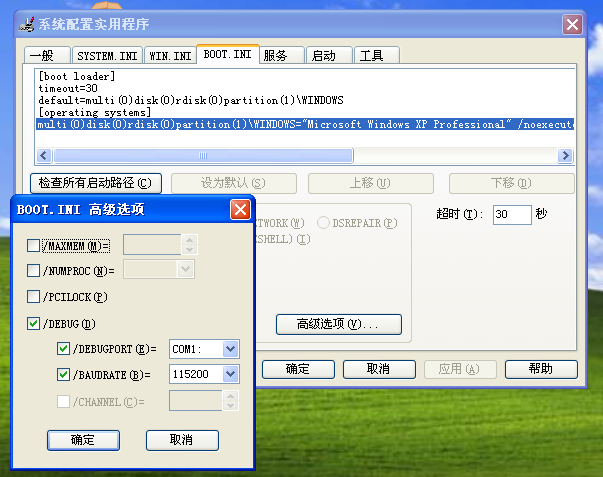 系统配置实用程序
一般 SYSTEM.INI WIN.INI BOOT.INI 服务 启动 工具
[boot loader]
timeout=30
default=multi(0)disk(0)rdisk(0)partition(1)\WINDOWS
[operating systems]
multi(0)disk(0)rdisk(0)partition(1)\WINDOWS="Microsoft Windows XP Professional" /noexecute
检查所有启动路径(C) 设为默认(S) 上移(U) 下移(D)
超时(T): 30 秒
ETWORK(W) DSREPAIR(P)
ESHELL)(I)
高级选项(V)...
确定 取消 应用(A) 帮助
BOOT.INI 高级选项
/MAXMEM(M)=
/NUMPROC(N)=
/PCILOCK(P)
/DEBUG(D)
/DEBUGPORT(E)= COM1:
/BAUDRATE(B)= 115200
/CHANNEL(C)=
确定 取消